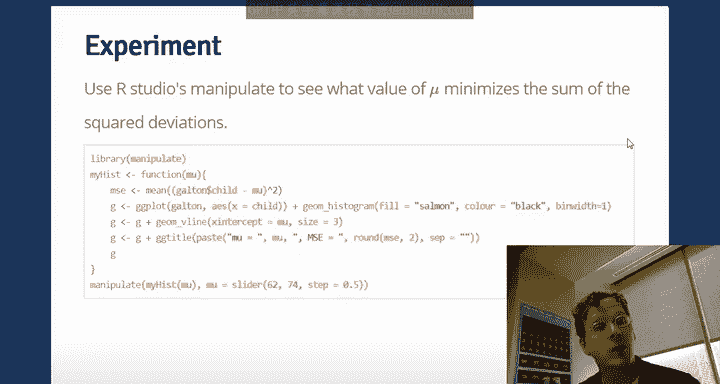 Experiment
Use R studio's manipulate to see what value of μ minimizes the sum of the
squared deviations.
library(manipulate)
myHist <- function(mu){
mse <- mean((galton$child - mu)^2)
g <- ggplot(galton, aes(x = child)) + geom_histogram(fill = "salmon", colour = "black", binwidth=1)
g <- g + geom_vline(xintercept = mu, size = 3)
g <- g + ggtitle(paste("mu = ", mu, ", MSE = ", round(mse, 2), sep = ""))
g
}
manipulate(myHist(mu), mu = slider(62, 74, step = 0.5))